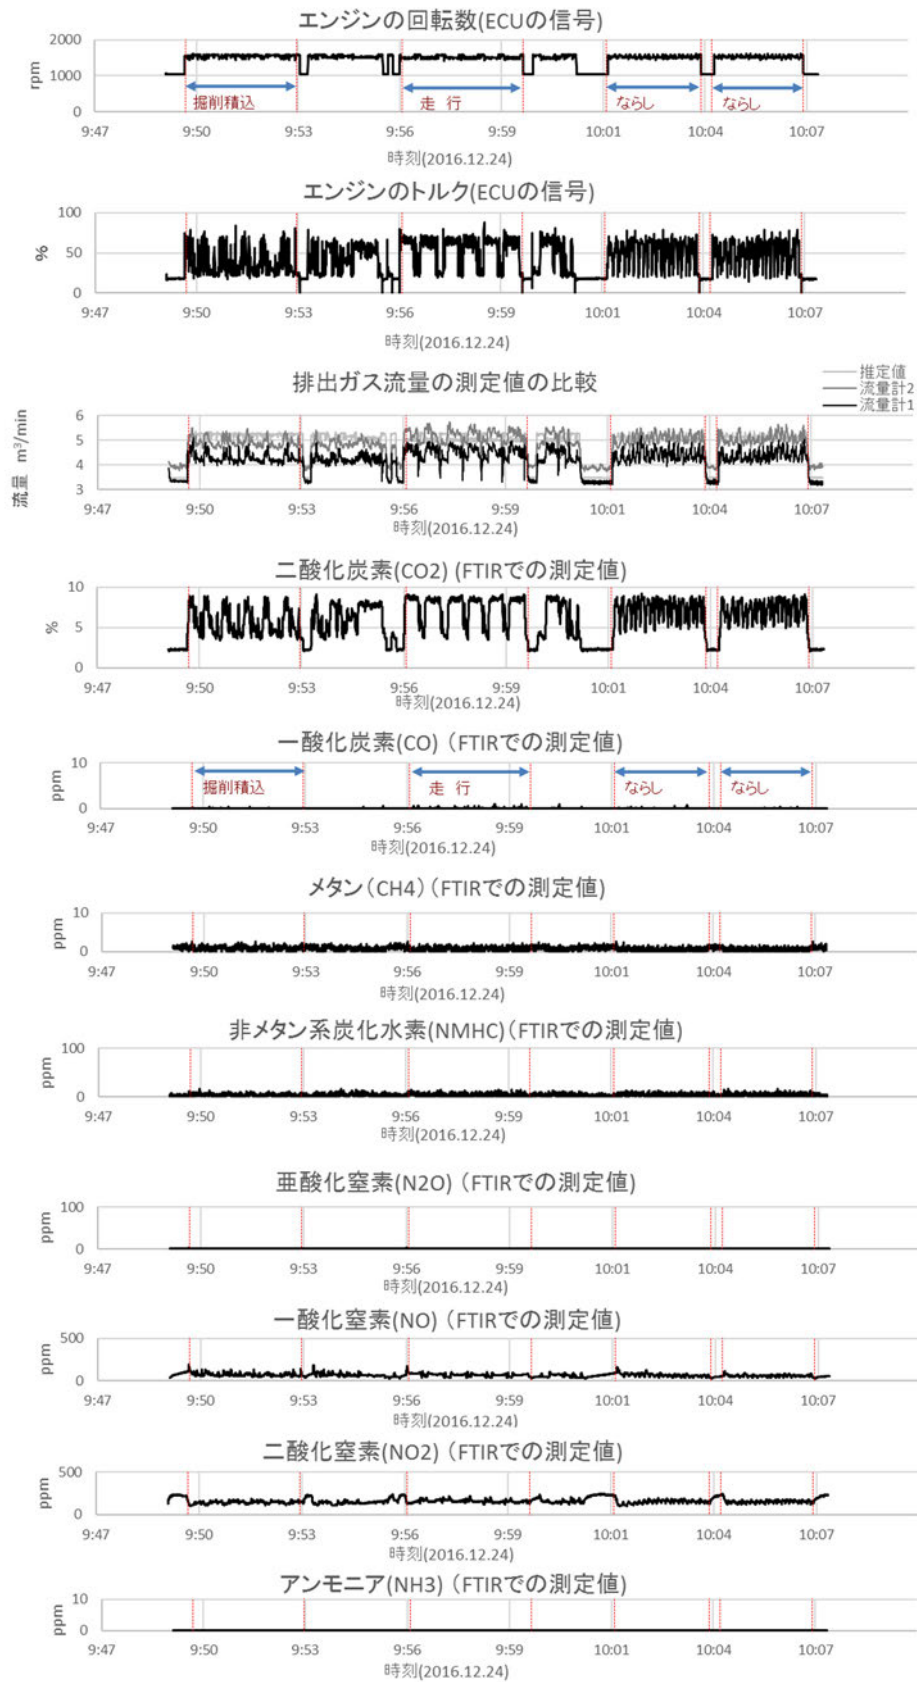 エンジンの回転数(ECUの信号)
2000
1000
0
rpm
掘削積込
走 行
ならし
ならし
9:47 9:50 9:53 9:56 9:59 10:01 10:04 10:07
時刻(2016.12.24)
エンジンのトルク(ECUの信号)
100
50
0
%
9:47 9:50 9:53 9:56 9:59 10:01 10:04 10:07
時刻(2016.12.24)
排出ガス流量の測定値の比較
推定値
流量計2
流量計1
6
5
4
3
流量 m³/min
9:47 9:50 9:53 9:56 9:59 10:01 10:04 10:07
時刻(2016.12.24)
二酸化炭素(CO2) (FTIRでの測定値)
10
5
0
%
9:47 9:50 9:53 9:56 9:59 10:01 10:04 10:07
時刻(2016.12.24)
一酸化炭素(CO) (FTIRでの測定値)
10
0
ppm
掘削積込
走 行
ならし
ならし
9:47 9:50 9:53 9:56 9:59 10:01 10:04 10:07
時刻(2016.12.24)
メタン(CH4)(FTIRでの測定値)
10
0
ppm
9:47 9:50 9:53 9:56 9:59 10:01 10:04 10:07
時刻(2016.12.24)
非メタン系炭化水素(NMHC)(FTIRでの測定値)
100
0
ppm
9:47 9:50 9:53 9:56 9:59 10:01 10:04 10:07
時刻(2016.12.24)
亜酸化窒素(N2O) (FTIRでの測定値)
100
0
ppm
9:47 9:50 9:53 9:56 9:59 10:01 10:04 10:07
時刻(2016.12.24)
一酸化窒素(NO) (FTIRでの測定値)
500
0
ppm
9:47 9:50 9:53 9:56 9:59 10:01 10:04 10:07
時刻(2016.12.24)
二酸化窒素(NO2) (FTIRでの測定値)
500
0
ppm
9:47 9:50 9:53 9:56 9:59 10:01 10:04 10:07
時刻(2016.12.24)
アンモニア(NH3) (FTIRでの測定値)
10
0
ppm
9:47 9:50 9:53 9:56 9:59 10:01 10:04 10:07
時刻(2016.12.24)